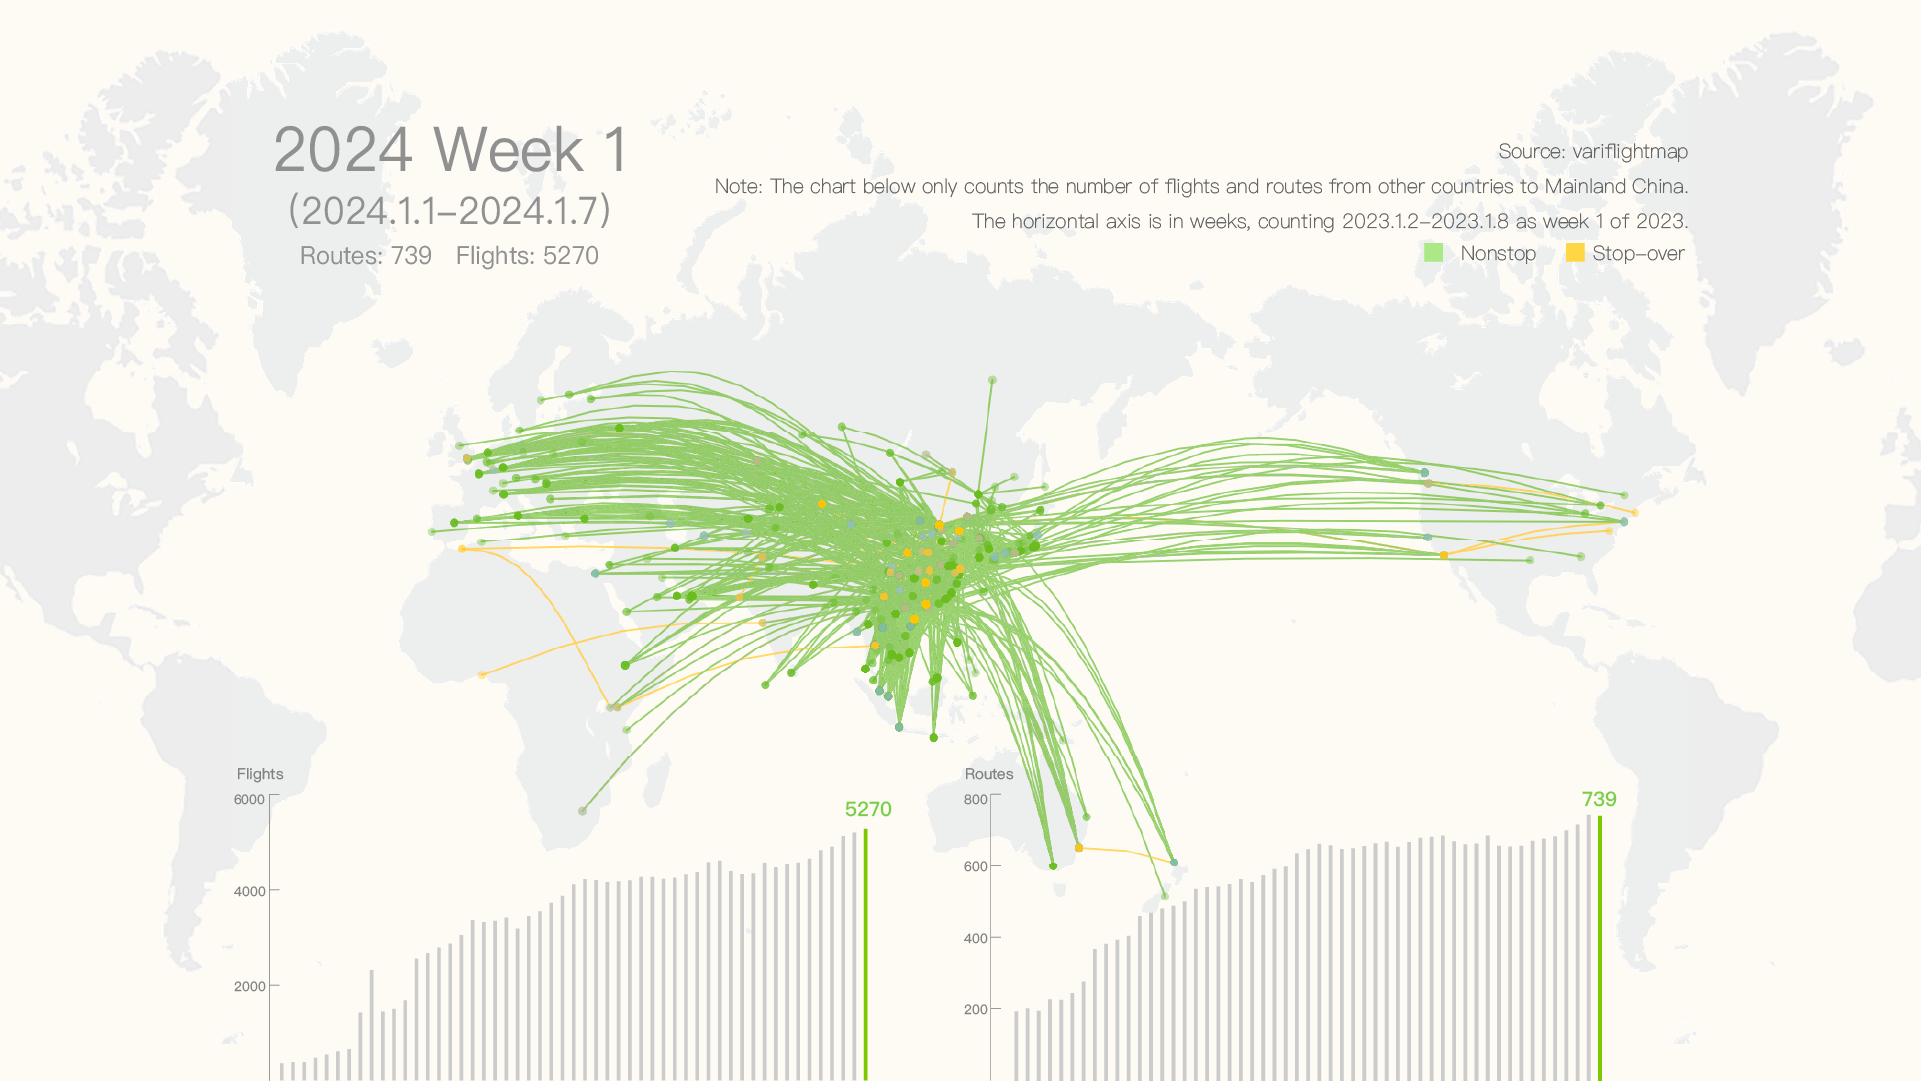 2024 Week 1
(2024.1.1–2024.1.7)
Routes: 739 Flights: 5270
Source: variflightmap
Note: The chart below only counts the number of flights and routes from other countries to Mainland China.
The horizontal axis is in weeks, counting 2023.1.2–2023.1.8 as week 1 of 2023.
Nonstop Stop–over
Flights
6000
4000
2000
5270
Routes
800
600
400
200
739